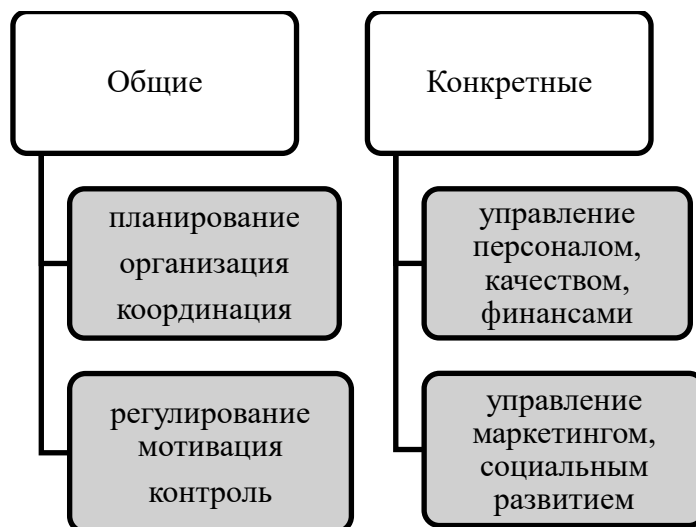 Общие
планирование
организация
координация
регулирование
мотивация
контроль
Конкретные
управление
персоналом,
качеством,
финансами
управление
маркетингом,
социальным
развитием